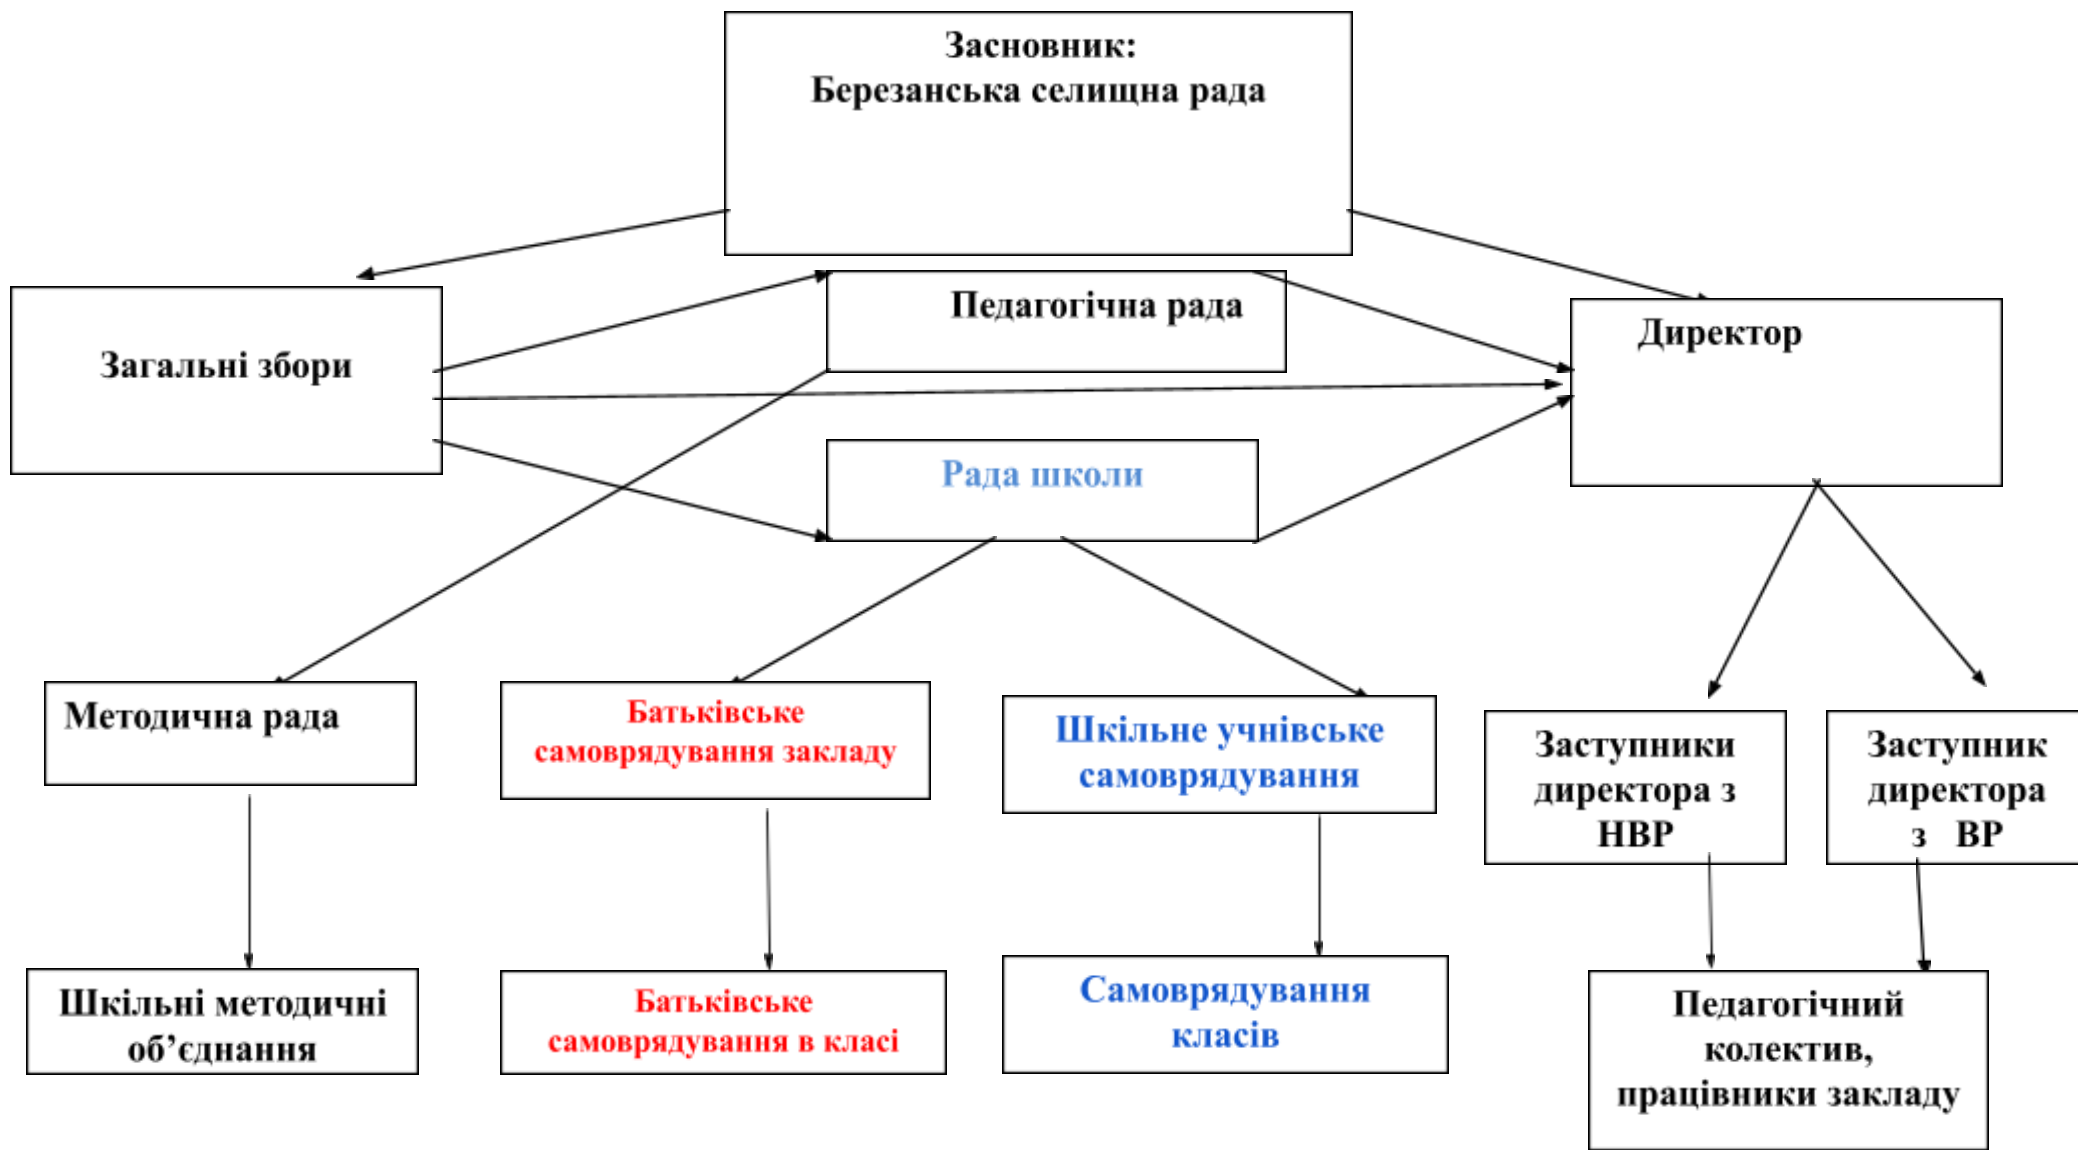 Засновник:
Березанська селищна рада
Педагогічна рада
Загальні збори
Директор
Рада школи
Методична рада
Батьківське
самоврядування закладу
Шкільне учнівське
самоврядування
Заступники
директора з
НВР
Заступник
директора
з ВР
Шкільні методичні
об’єднання
Батьківське
самоврядування в класі
Самоврядування
класів
Педагогічний
колектив,
працівники закладу